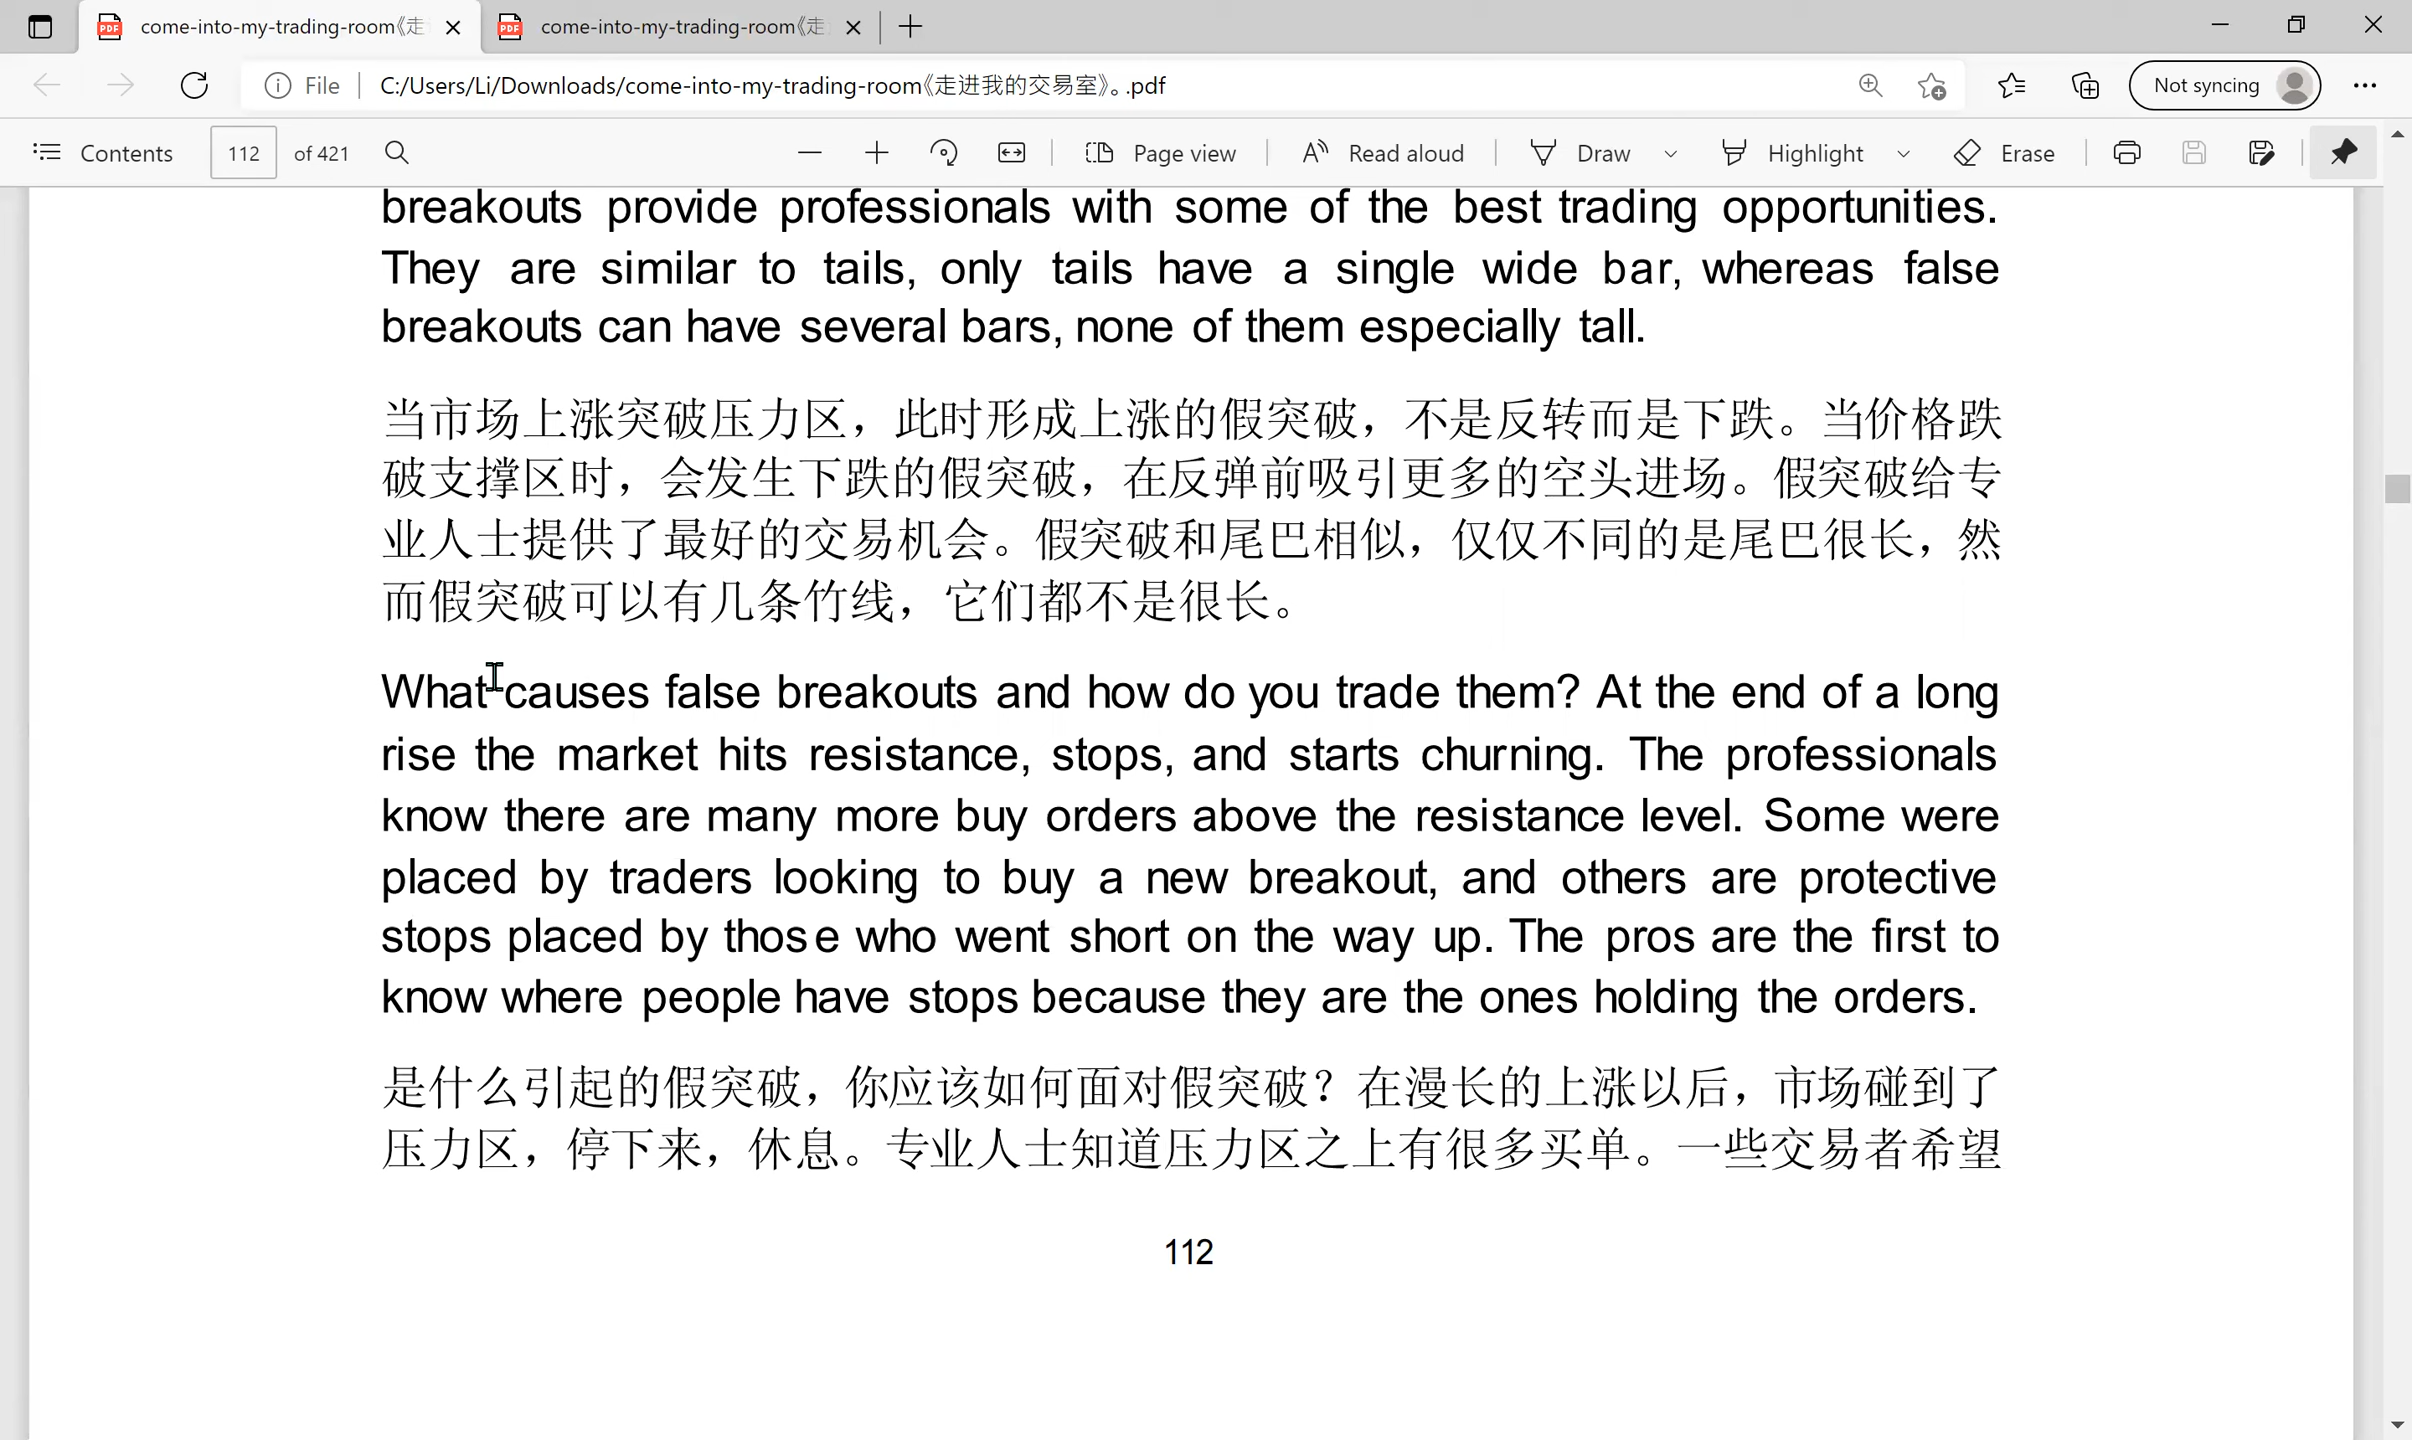 come-into-my-trading-room《走
come-into-my-trading-room《走
File
C:/Users/Li/Downloads/come-into-my-trading-room《走进我的交易室》。.pdf
Not syncing
Contents
112
of 421
Page view
Read aloud
Draw
Highlight
Erase
breakouts provide professionals with some of the best trading opportunities.
They are similar to tails, only tails have a single wide bar, whereas false
breakouts can have several bars, none of them especially tall.
当市场上涨突破压力区，此时形成上涨的假突破，不是反转而是下跌。当价格跌
破支撑区时，会发生下跌的假突破，在反弹前吸引更多的空头进场。假突破给专
业人士提供了最好的交易机会。假突破和尾巴相似，仅仅不同的是尾巴很长，然
而假突破可以有几条竹线，它们都不是很长。
What causes false breakouts and how do you trade them? At the end of a long
rise the market hits resistance, stops, and starts churning. The professionals
know there are many more buy orders above the resistance level. Some were
placed by traders looking to buy a new breakout, and others are protective
stops placed by those who went short on the way up. The pros are the first to
know where people have stops because they are the ones holding the orders.
是什么引起的假突破，你应该如何面对假突破？在漫长的上涨以后，市场碰到了
压力区，停下来，休息。专业人士知道压力区之上有很多买单。一些交易者希望
112